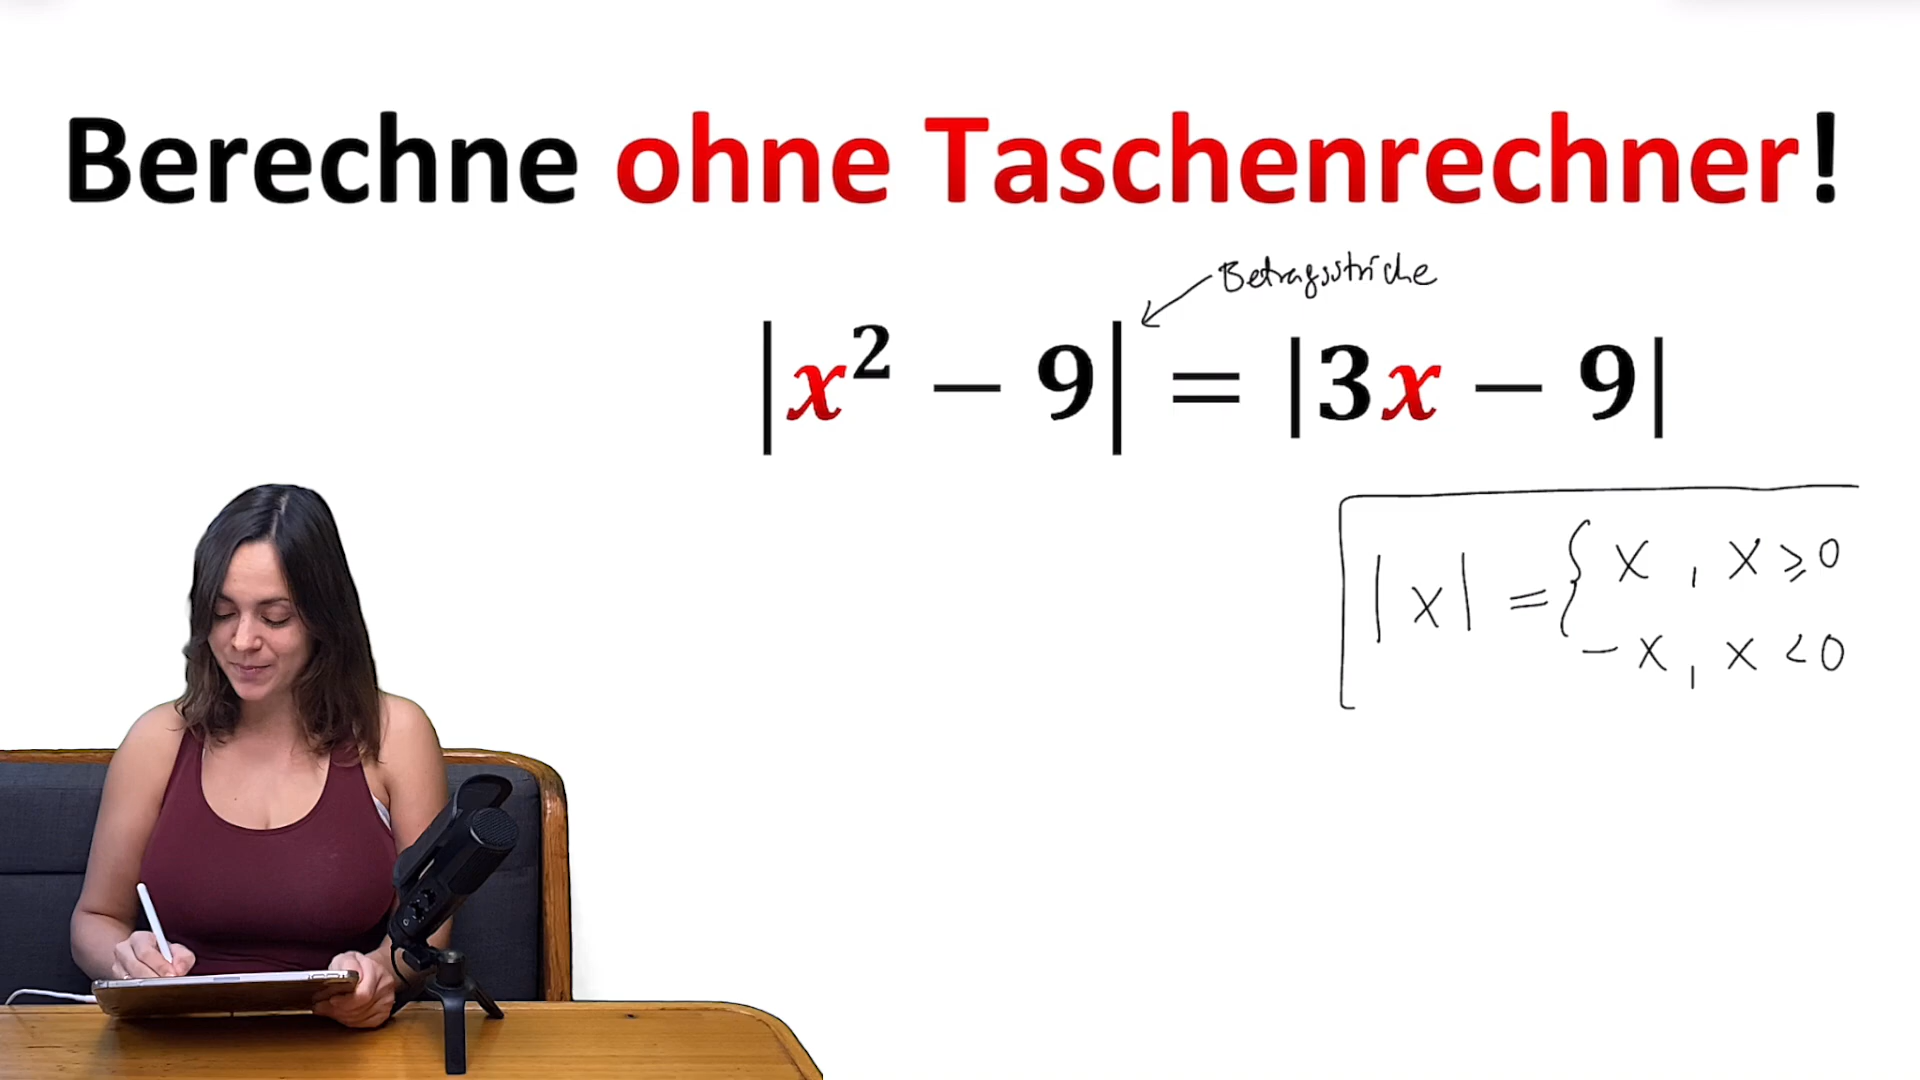 Berechne ohne Taschenrechner!
Betragsstriche
|x² − 9| = |3x − 9|
|x| = { x , x ⩾ 0
−x , x < 0